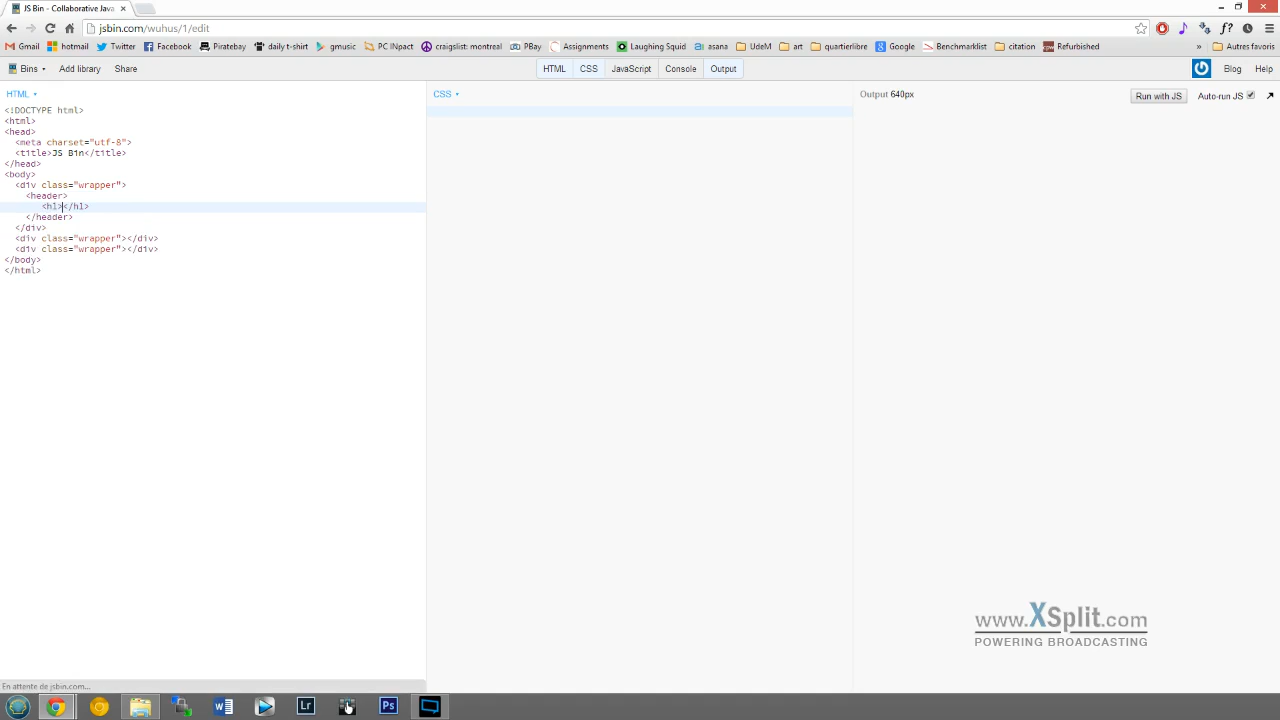 JS Bin - Collaborative Java
jsbin.com/wuhus/1/edit
Gmail hotmail Twitter Facebook Piratebay daily t-shirt gmusic PC INpact craigslist: montreal PBay Assignments Laughing Squid asana UdeM art quartierlibre Google Benchmarklist citation Refurbished » Autres favoris
Bins Add library Share HTML CSS JavaScript Console Output Blog Help
HTML CSS Output 640px Run with JS Auto-run JS
<!DOCTYPE html>
<html>
<head>
<meta charset="utf-8">
<title>JS Bin</title>
</head>
<body>
<div class="wrapper">
<header>
<h1></h1>
</header>
</div>
<div class="wrapper"></div>
<div class="wrapper"></div>
</body>
</html>
www.XSplit.com
POWERING BROADCASTING
En attente de jsbin.com...
Lr Ps